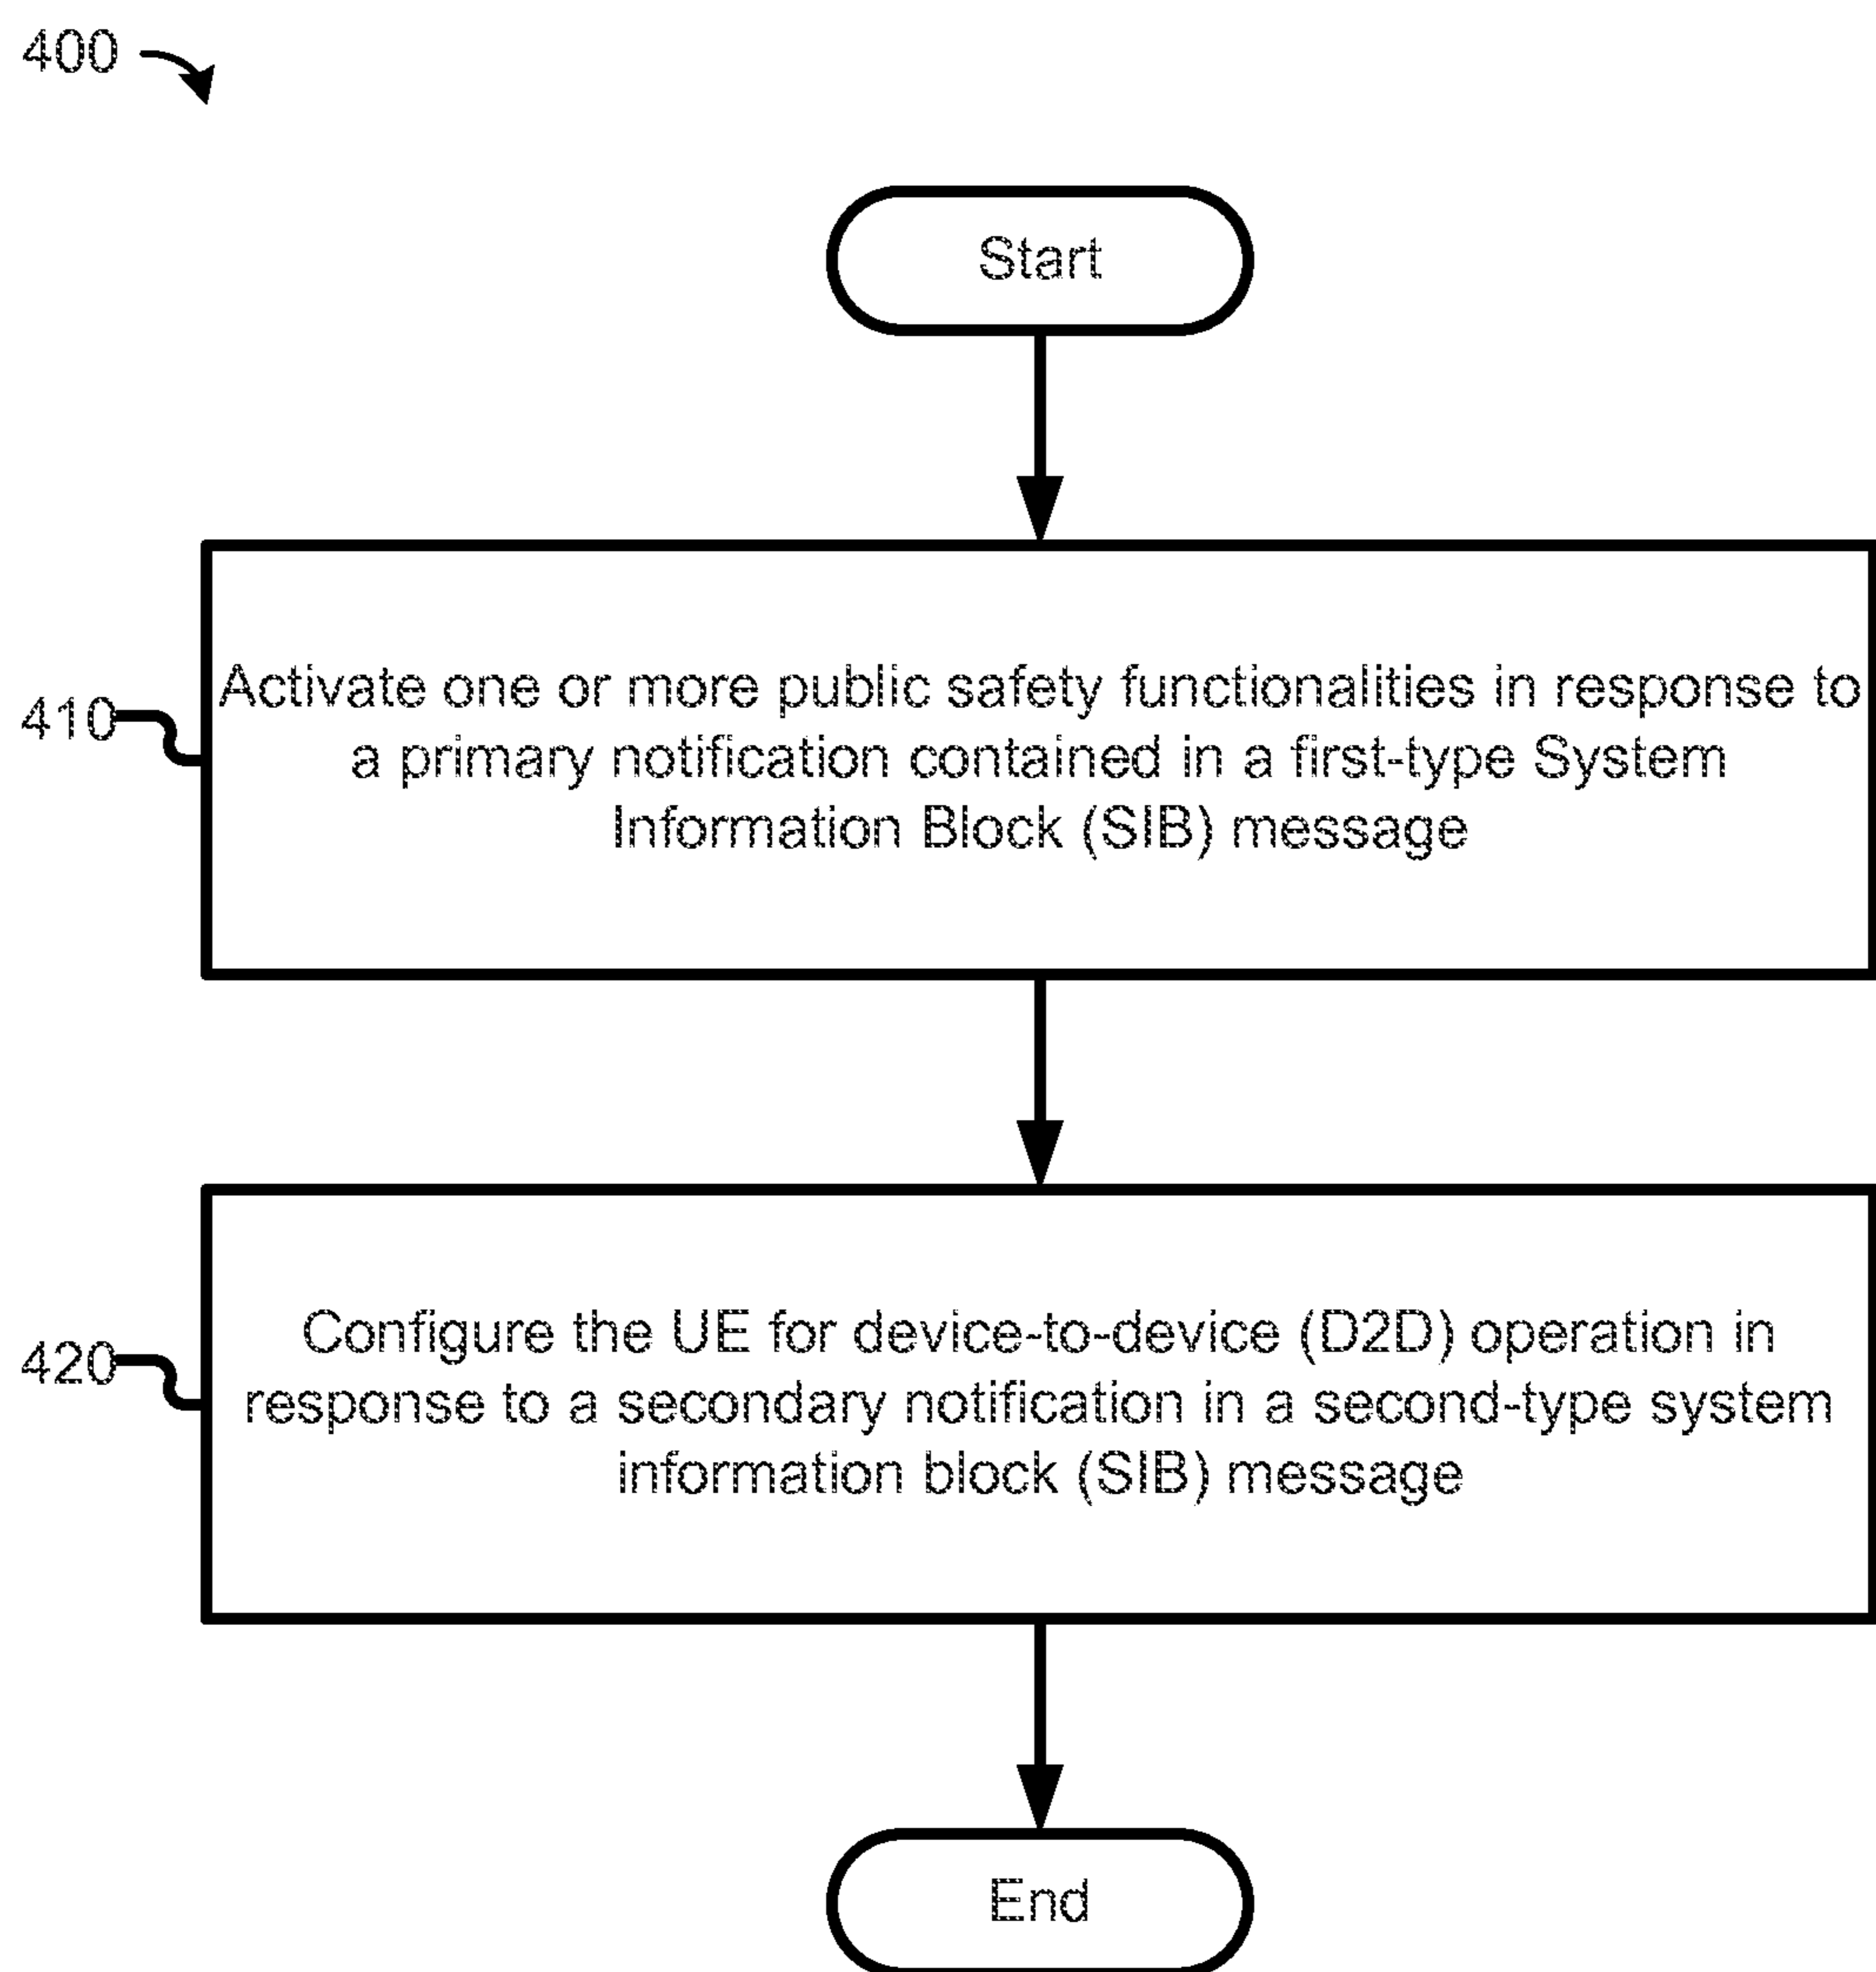 400
Start
410
Activate one or more public safety functionalities in response to
a primary notification contained in a first-type System
Information Block (SIB) message
420
Configure the UE for device-to-device (D2D) operation in
response to a secondary notification in a second-type system
information block (SIB) message
End